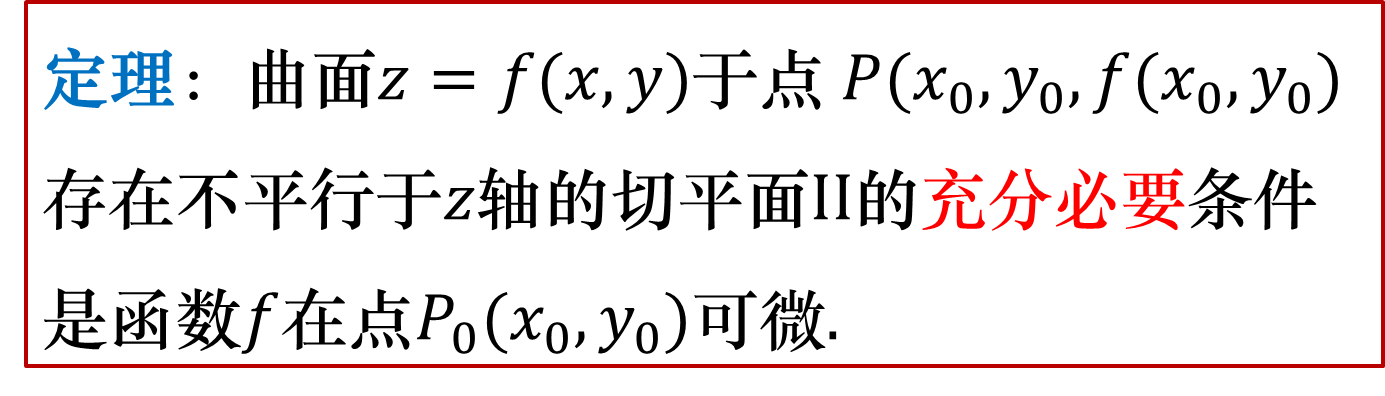 定理：曲面z = f(x, y)于点 P(x₀, y₀, f(x₀, y₀)
存在不平行于z轴的切平面II的充分必要条件
是函数f在点P₀(x₀, y₀)可微.